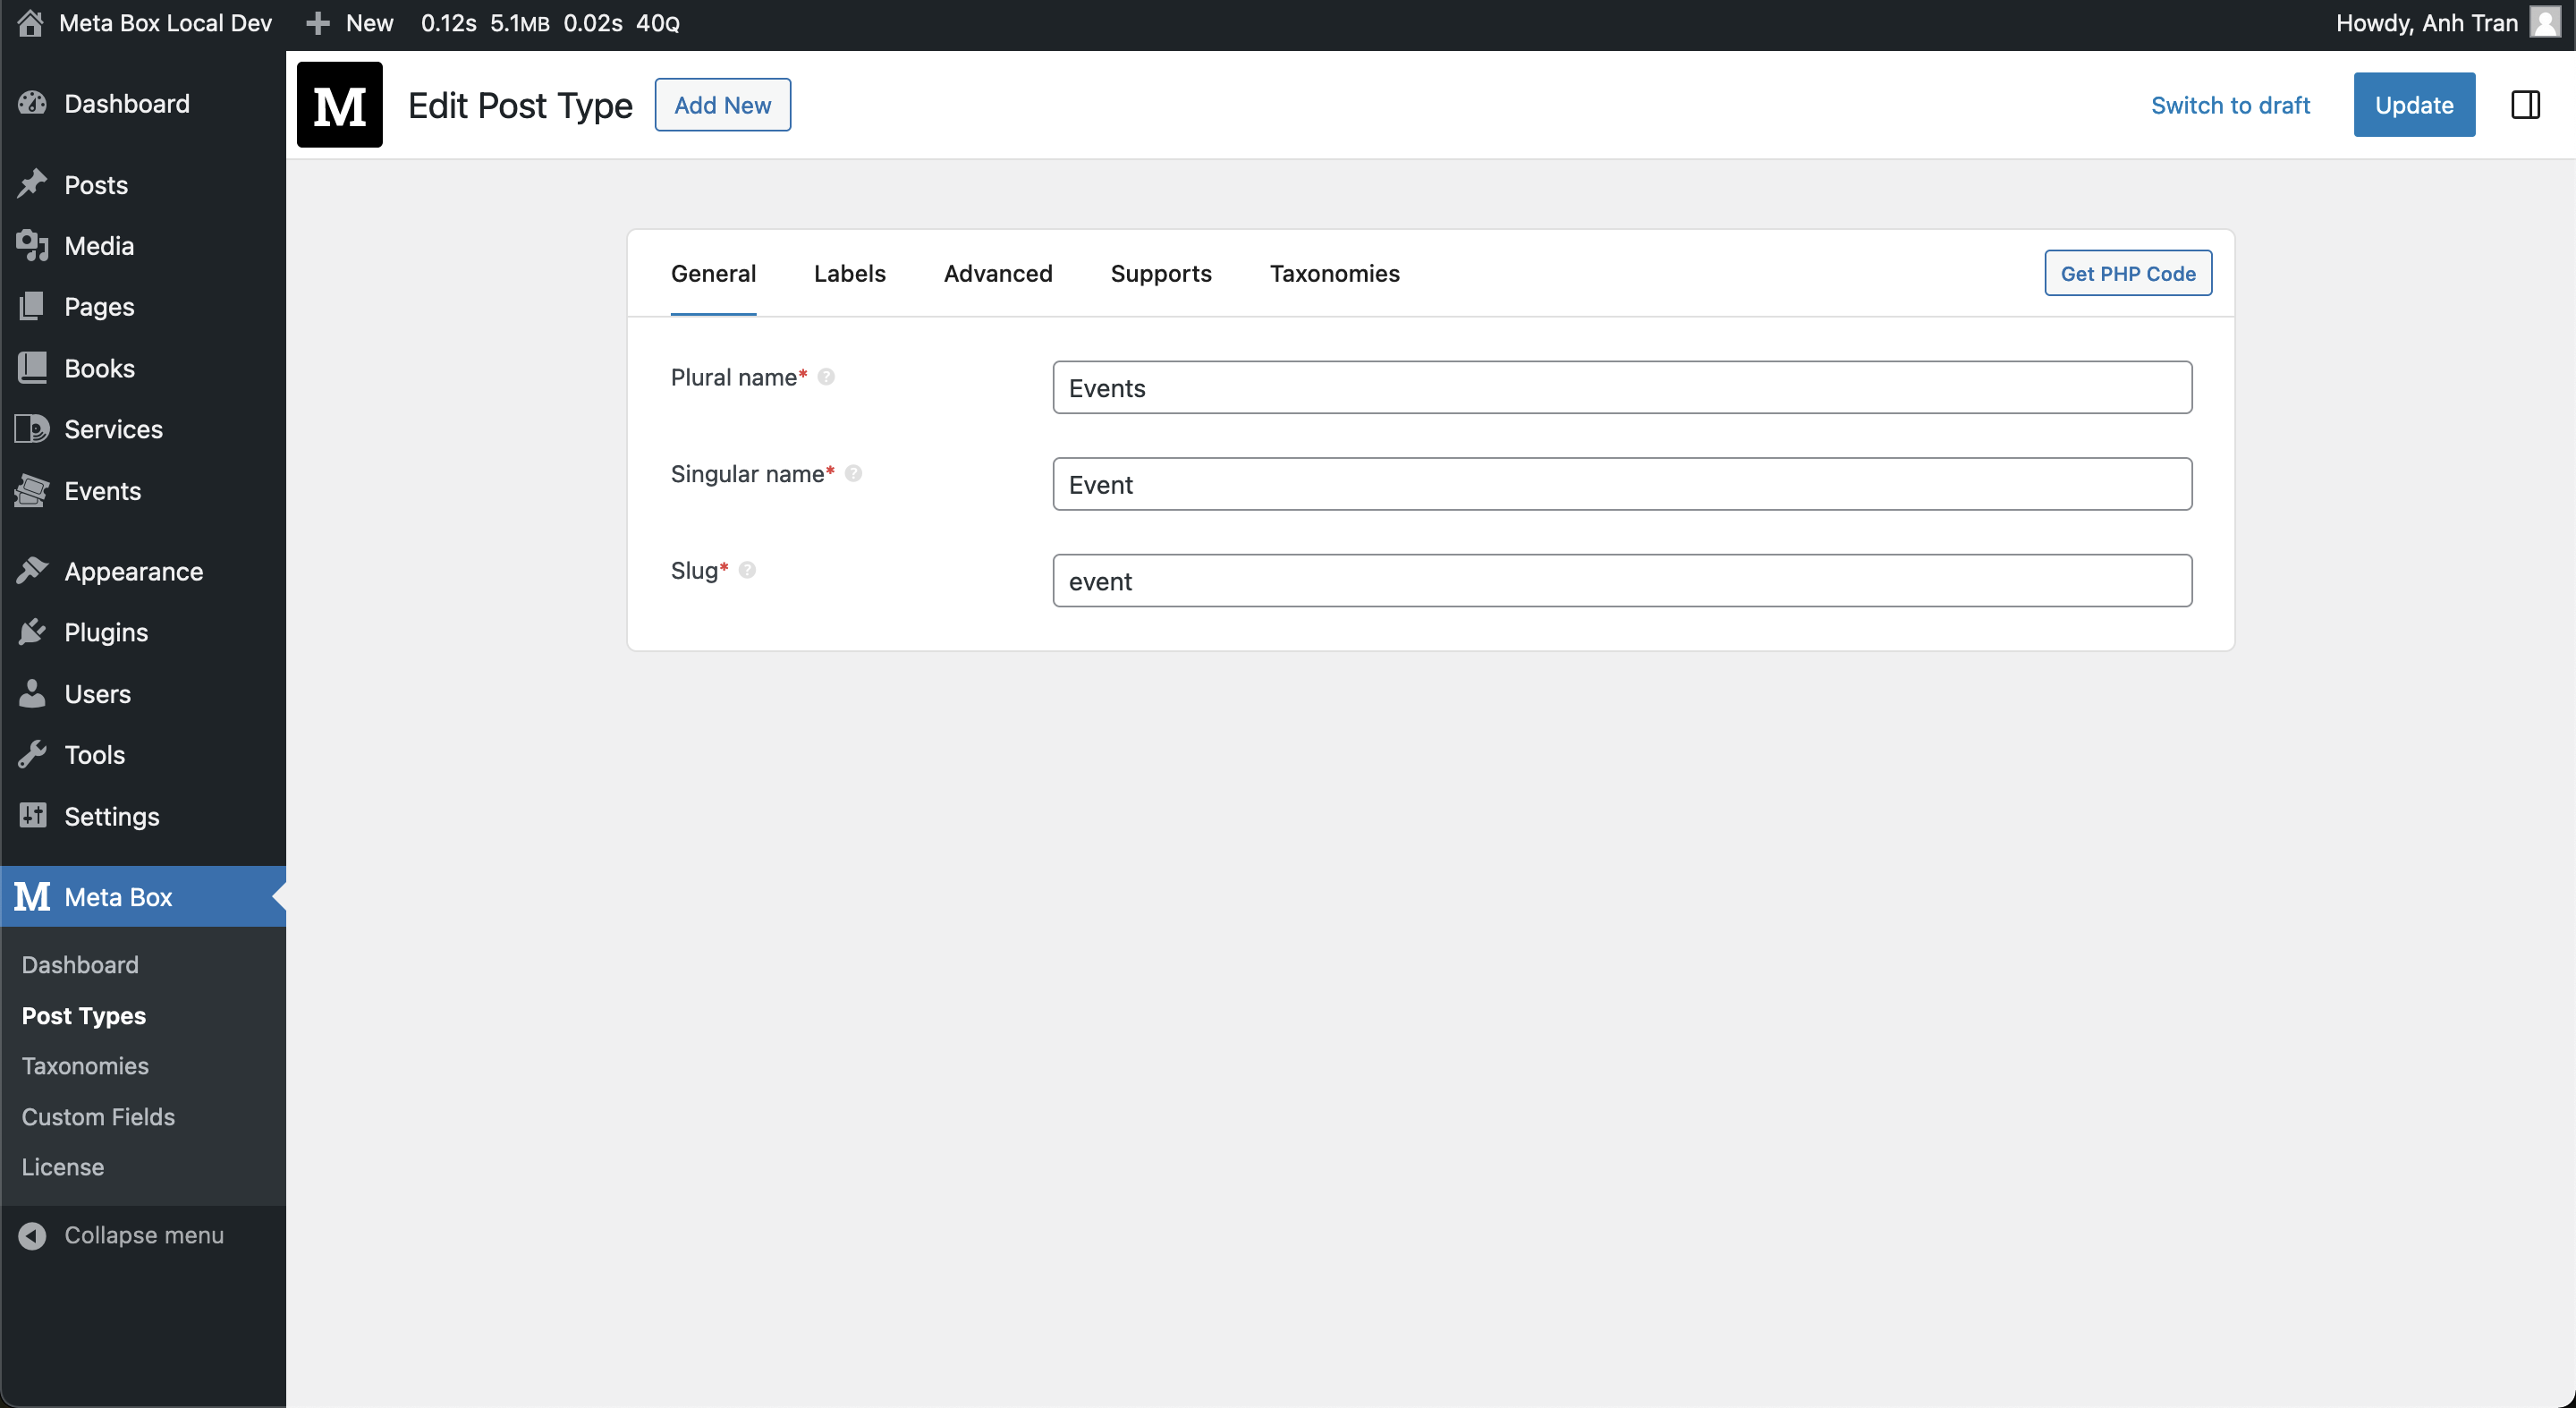 Meta Box Local Dev
New
0.12s 5.1MB 0.02s 40Q
Howdy, Anh Tran
Dashboard
Posts
Media
Pages
Books
Services
Events
Appearance
Plugins
Users
Tools
Settings
M Meta Box
Dashboard
Post Types
Taxonomies
Custom Fields
License
Collapse menu
M
Edit Post Type
Add New
Switch to draft
Update
General
Labels
Advanced
Supports
Taxonomies
Get PHP Code
Plural name* ?
Events
Singular name* ?
Event
Slug* ?
event